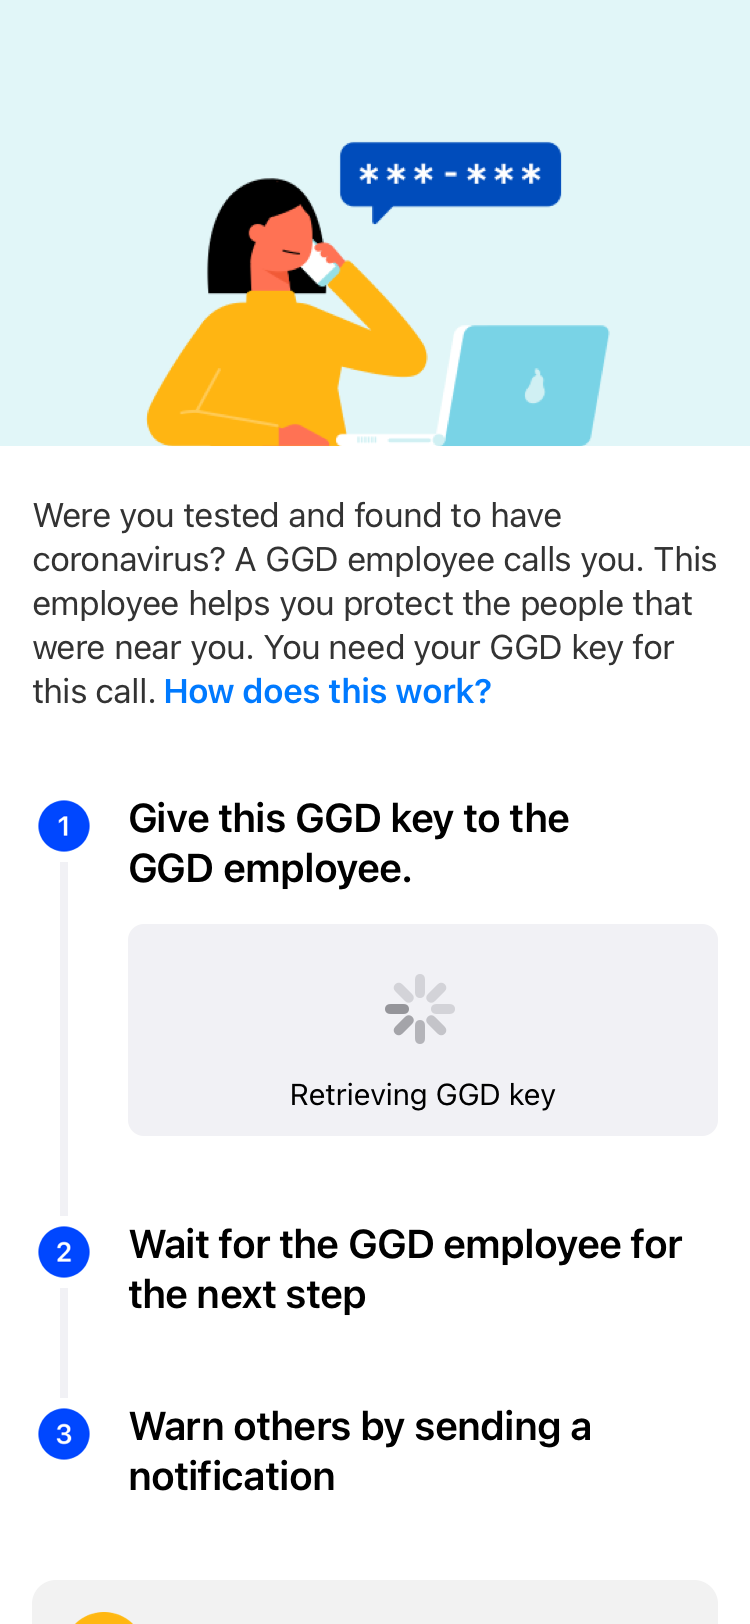 ***-***
Were you tested and found to have
coronavirus? A GGD employee calls you. This
employee helps you protect the people that
were near you. You need your GGD key for
this call. How does this work?
1
Give this GGD key to the
GGD employee.
Retrieving GGD key
2
Wait for the GGD employee for
the next step
3
Warn others by sending a
notification